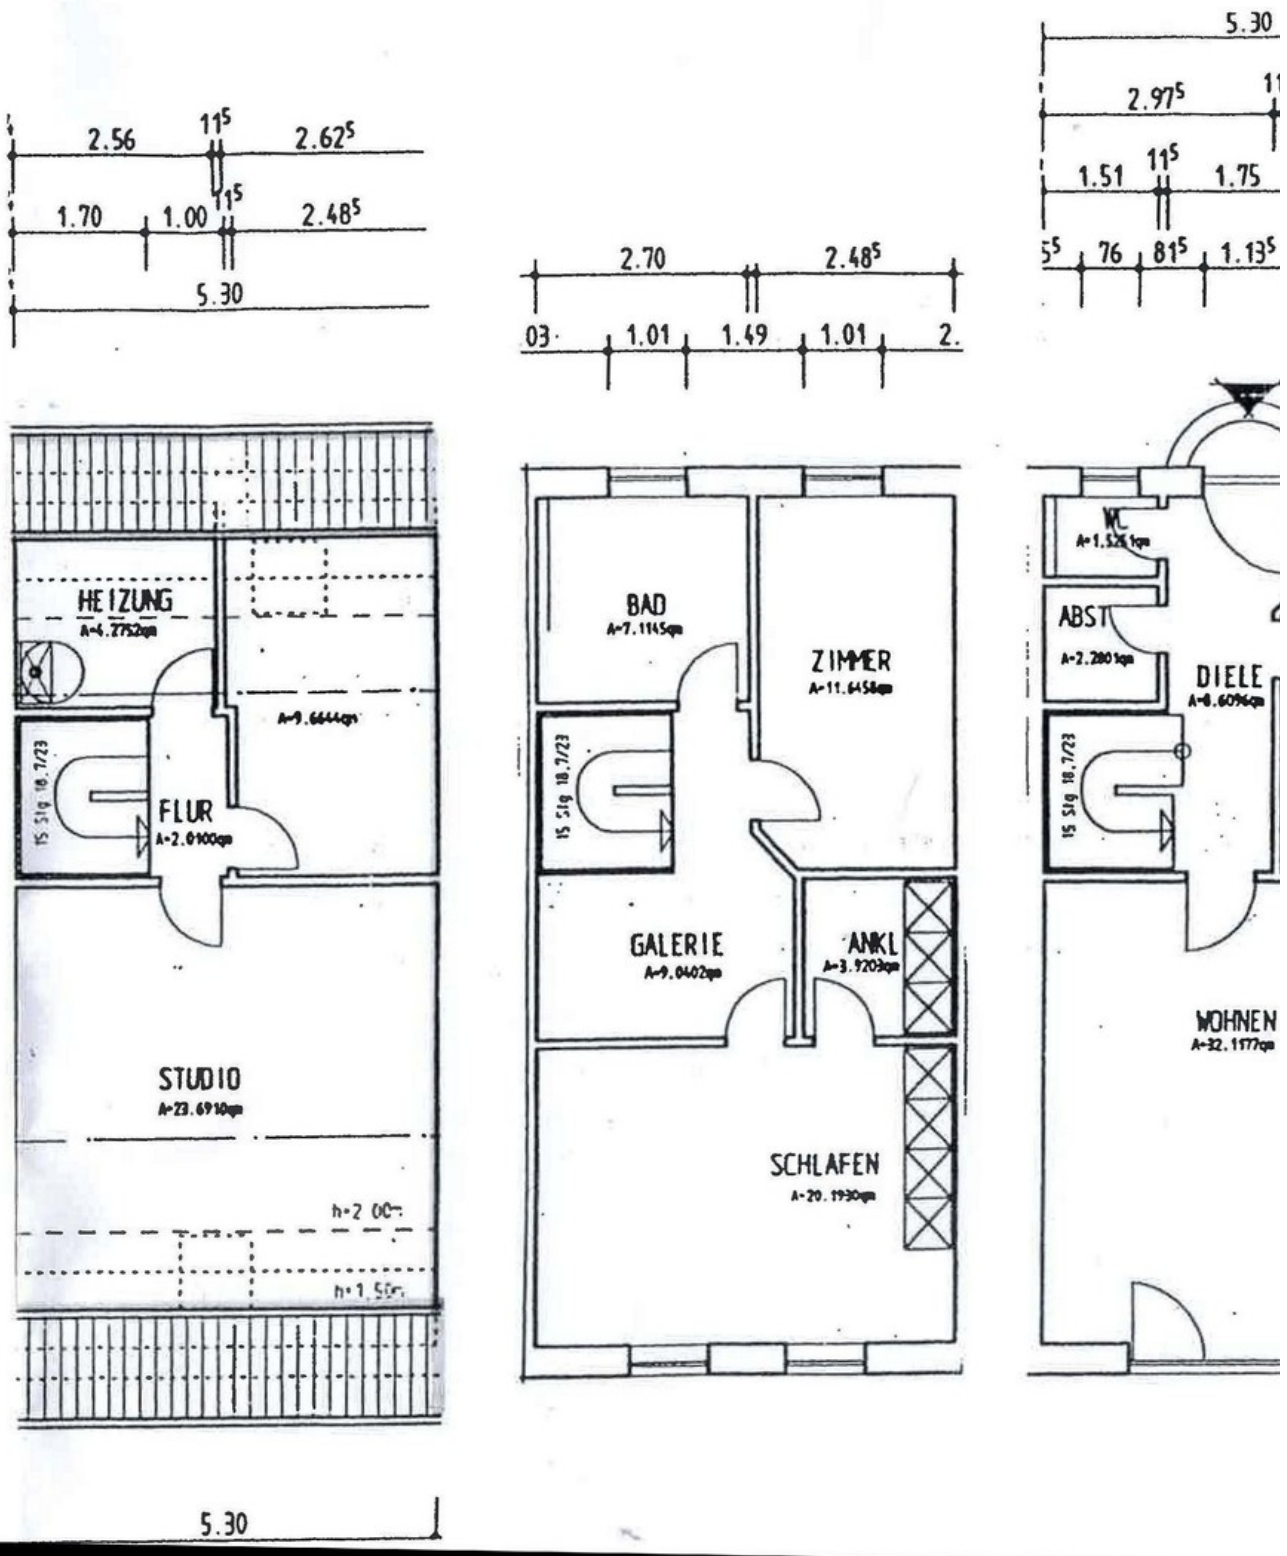 5.30
2.97⁵
11
1.51
11⁵
1.75
5⁵
76
81⁵
1.13⁵
2.56
11⁵
2.62⁵
1.70
1.00
2.48⁵
5.30
2.70
2.48⁵
.03
1.01
1.49
1.01
2.
HEIZUNG
A=9.6644qm
15 Stg 18.7/23
FLUR
A=2.0100qm
STUDIO
A=23.6910qm
h=2.00m
h=1.50m
5.30
BAD
A=7.1145qm
ZIMMER
A=11.6458qm
15 Stg 18.7/23
GALERIE
A=9.0402qm
ANKL
A=3.9203qm
SCHLAFEN
A=20.1930qm
WC
ABST
A=2.2801qm
DIELE
A=8.6096qm
15 Stg 18.7/23
WOHNEN
A=32.1177qm